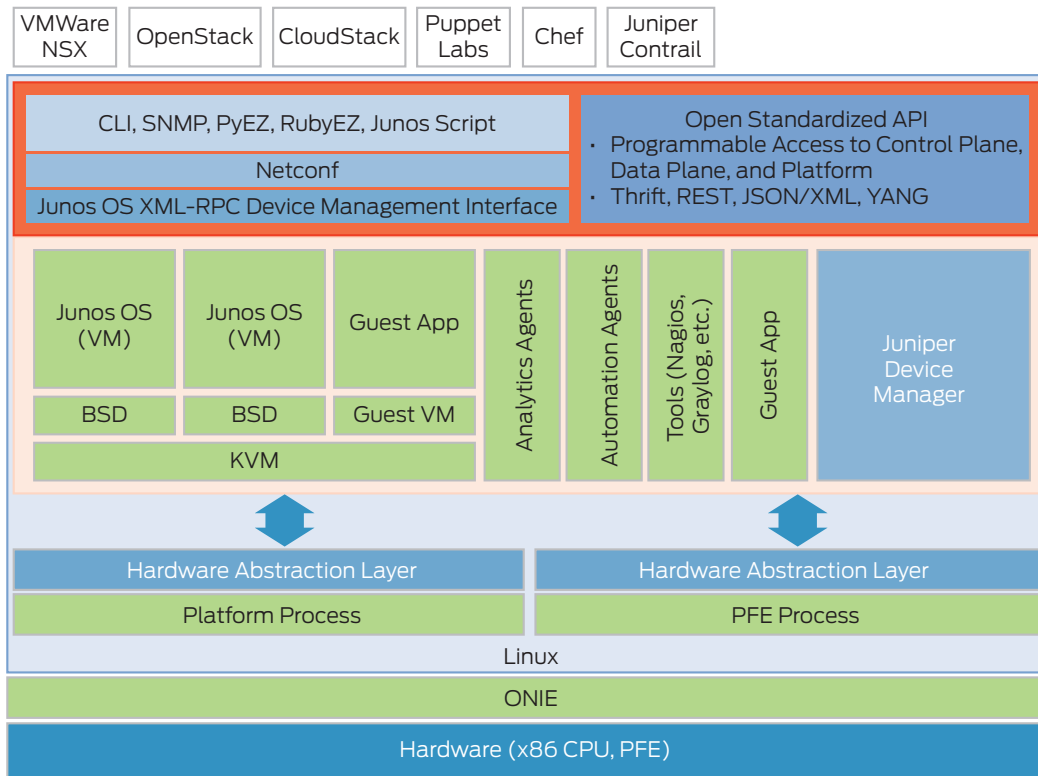 VMWare
NSX
OpenStack
CloudStack
Puppet
Labs
Chef
Juniper
Contrail
CLI, SNMP, PyEZ, RubyEZ, Junos Script
Netconf
Junos OS XML-RPC Device Management Interface
Open Standardized API
· Programmable Access to Control Plane,
Data Plane, and Platform
· Thrift, REST, JSON/XML, YANG
Junos OS
(VM)
Junos OS
(VM)
Guest App
BSD
BSD
Guest VM
KVM
Analytics Agents
Automation Agents
Tools (Nagios,
Graylog, etc.)
Guest App
Juniper
Device
Manager
Hardware Abstraction Layer
Hardware Abstraction Layer
Platform Process
PFE Process
Linux
ONIE
Hardware (x86 CPU, PFE)